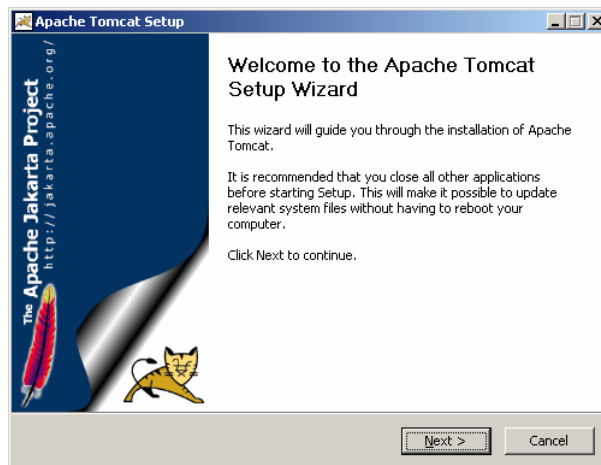 Apache Tomcat Setup
The Apache Jakarta Project
http://jakarta.apache.org/
Welcome to the Apache Tomcat
Setup Wizard
This wizard will guide you through the installation of Apache
Tomcat.
It is recommended that you close all other applications
before starting Setup. This will make it possible to update
relevant system files without having to reboot your
computer.
Click Next to continue.
Next >
Cancel